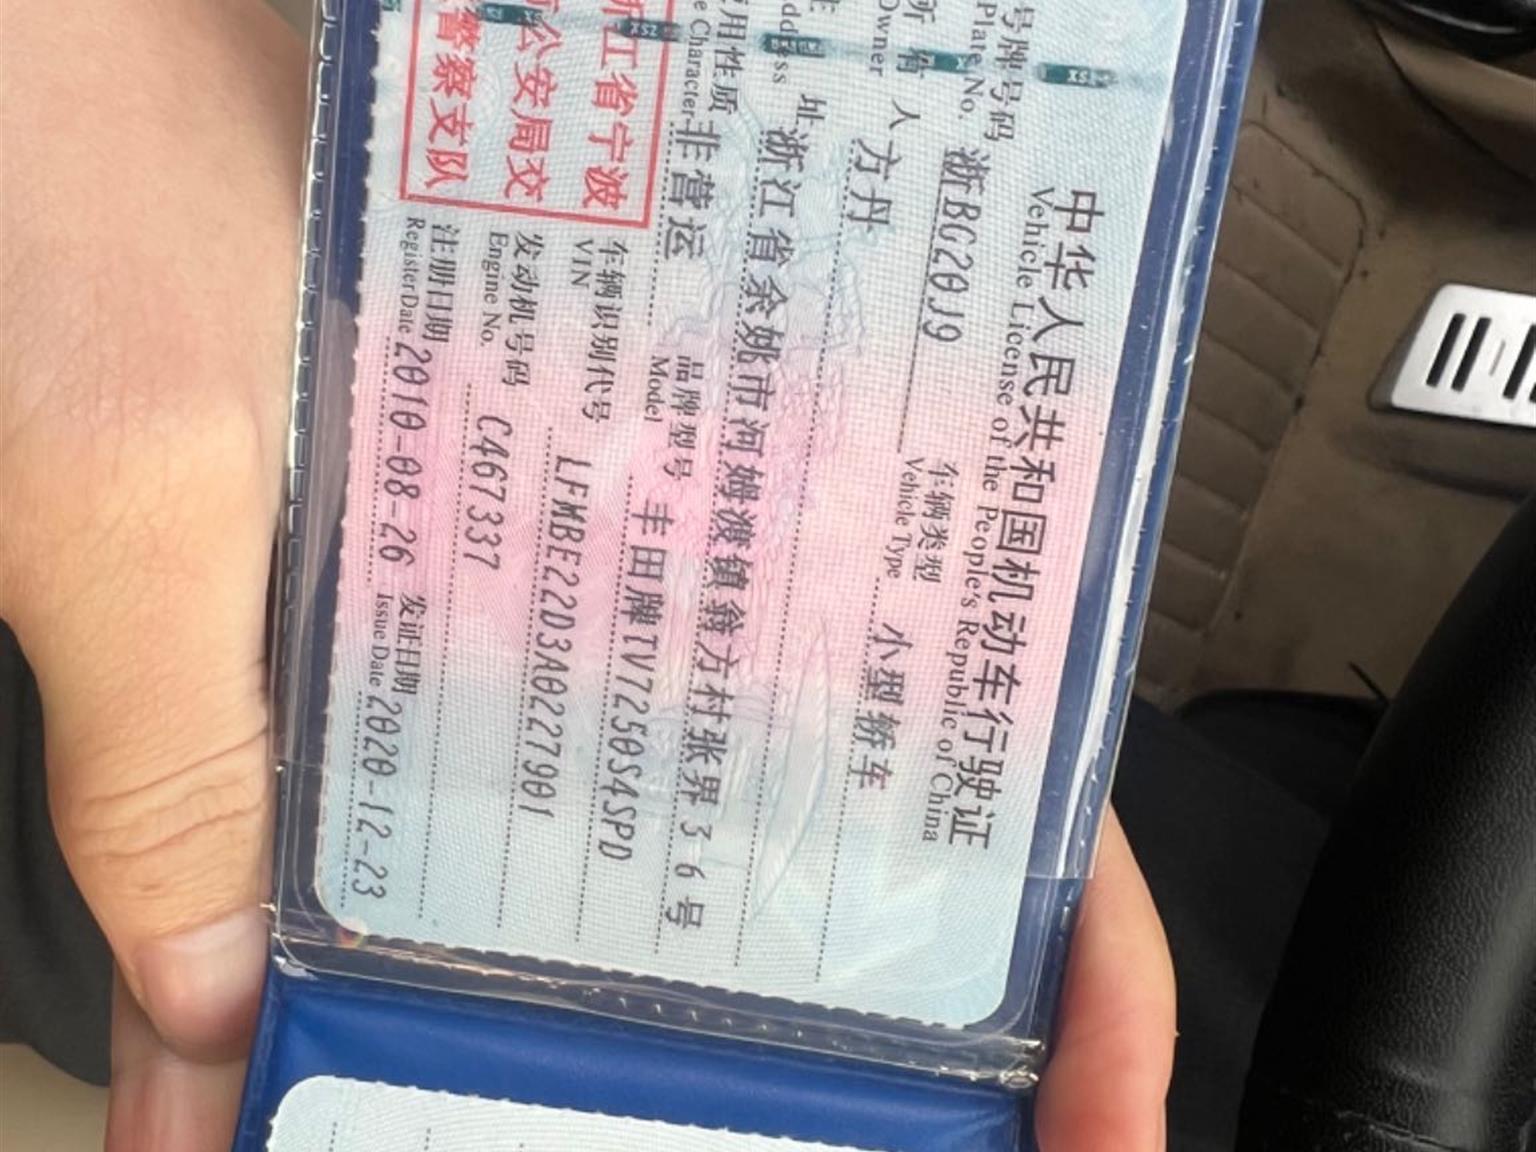 中华人民共和国机动车行驶证
Vehicle License of the People's Republic of China
号牌号码 浙BG20J9 车辆类型 小型轿车
Plate No. Vehicle Type
所有人 方丹
Owner
址 浙江省余姚市河姆渡镇翁方村张界36号
用性质 非营运 品牌型号 丰田牌TV7250S4SPD
Character Model
浙江省宁波
公安局交
警察支队
车辆识别代号 LFMBE22D3A0227901
VIN
发动机号码 C467337
Engine No.
注册日期 2010-08-26 发证日期 2020-12-23
Register Date Issue Date